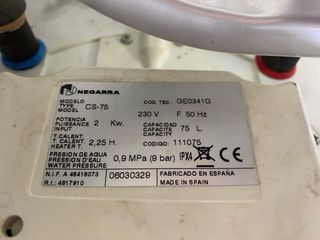 NEGARRA
MODELO
TYPE
MODEL
CS-75
COD. TEC. GE0341G
230 V F 50 Hz
POTENCIA
PUISSANCE
INPUT
2 Kw.
CAPACIDAD
CAPACITE
CAPACITY
75 L
T.CALENT
T. CALENT
T. HEATER
2,25 H.
COD. 111075
PRESION DE AGUA
PRESSION D'EAU
WATER PRESSURE
0,9 MPa (9 bar) IPX4 CE
N.I.F. A 48418073
R.I.: 4817910
06030329
FABRICADO EN ESPAÑA
MADE IN SPAIN